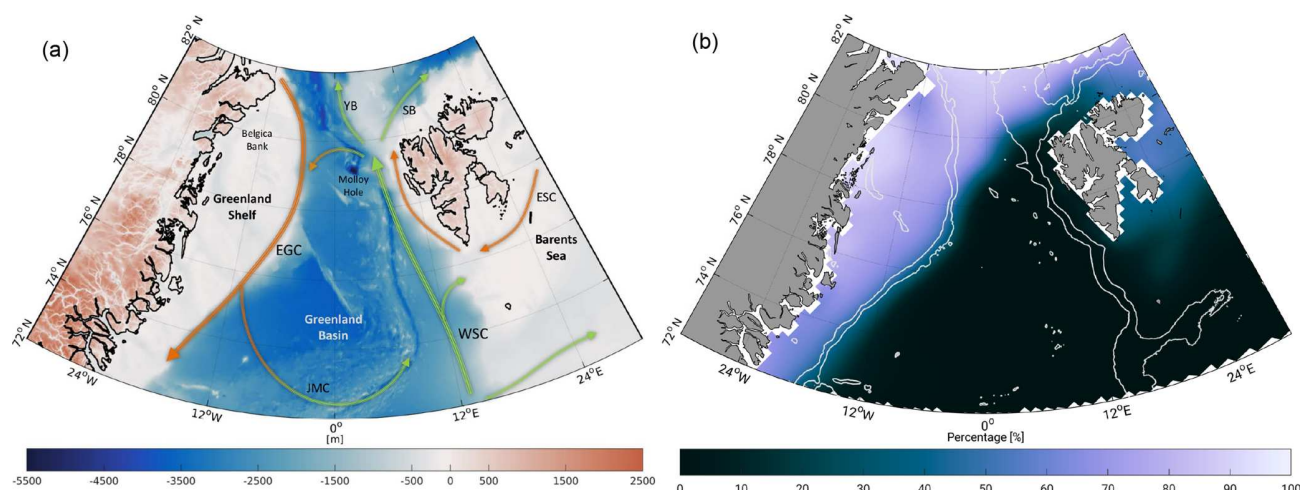 (a)
82° N
80° N
78° N
76° N
74° N
72° N
24°W
12°W
0°
12°E
24°E
YB
SB
Belgica
Bank
Molloy
Hole
Greenland
Shelf
ESC
Barents
Sea
EGC
Greenland
Basin
WSC
JMC
[m]
-5500 -4500 -3500 -2500 -1500 -500 0 500 1500 2500
(b)
82° N
80° N
78° N
76° N
74° N
72° N
24°W
12°W
0°
12°E
24°E
Percentage [%]
0 10 20 30 40 50 60 70 80 90 100